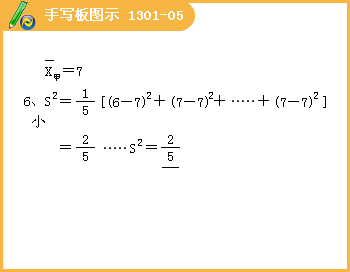 手写板图示 1301-05
X̄甲=7
6、S²= 1/5 [(6-7)²+(7-7)²+·····+(7-7)²]
小
= 2/5 ·····S²= 2/5